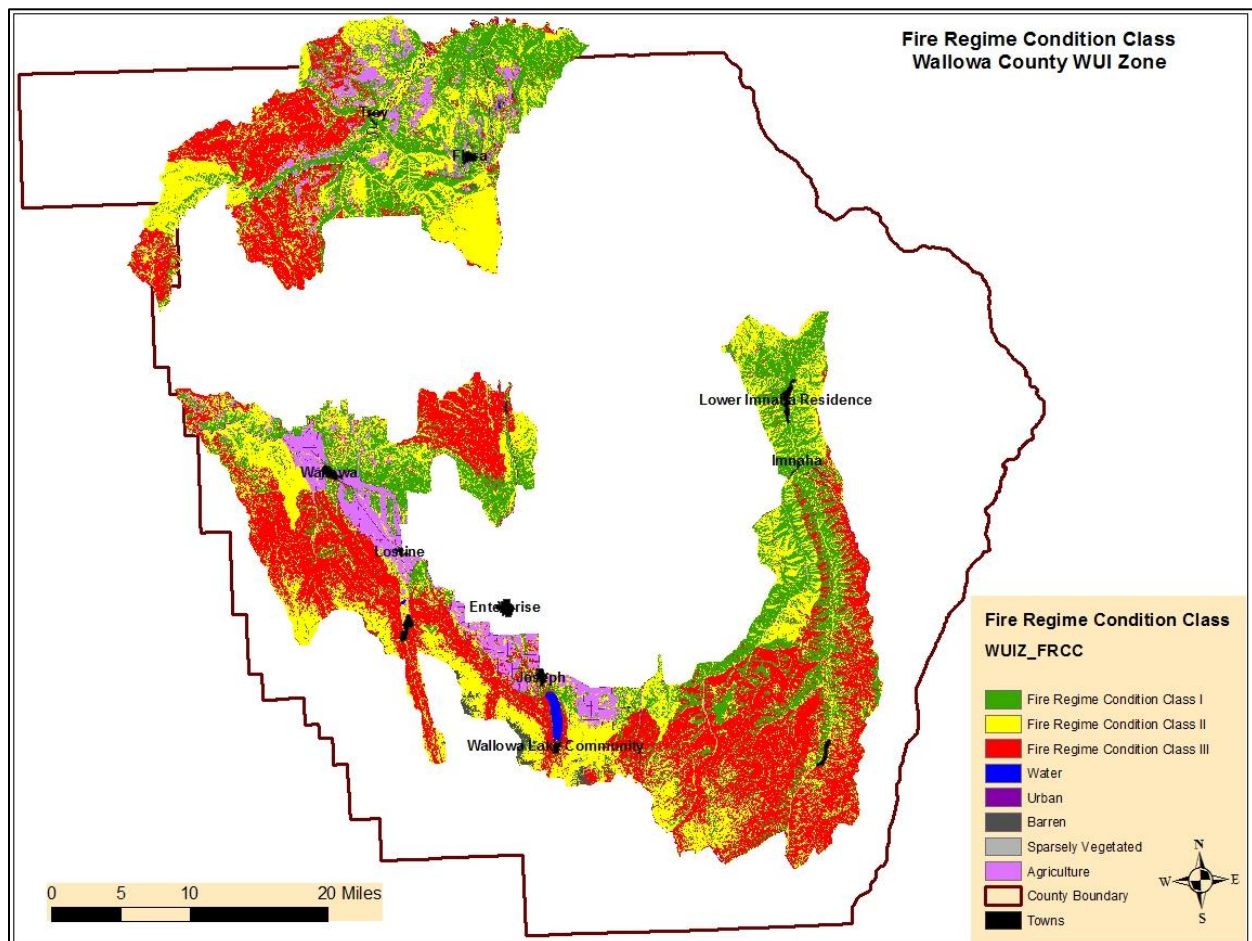 Fire Regime Condition Class
Wallowa County WUI Zone
Troy
Flora
Lower Imnaha Residence
Imnaha
Wallowa
Lostine
Enterprise
Joseph
Wallowa Lake Community
Fire Regime Condition Class
WUIZ_FRCC
Fire Regime Condition Class I
Fire Regime Condition Class II
Fire Regime Condition Class III
Water
Urban
Barren
Sparsely Vegetated
Agriculture
County Boundary
Towns
N
W E
S
0 5 10 20 Miles